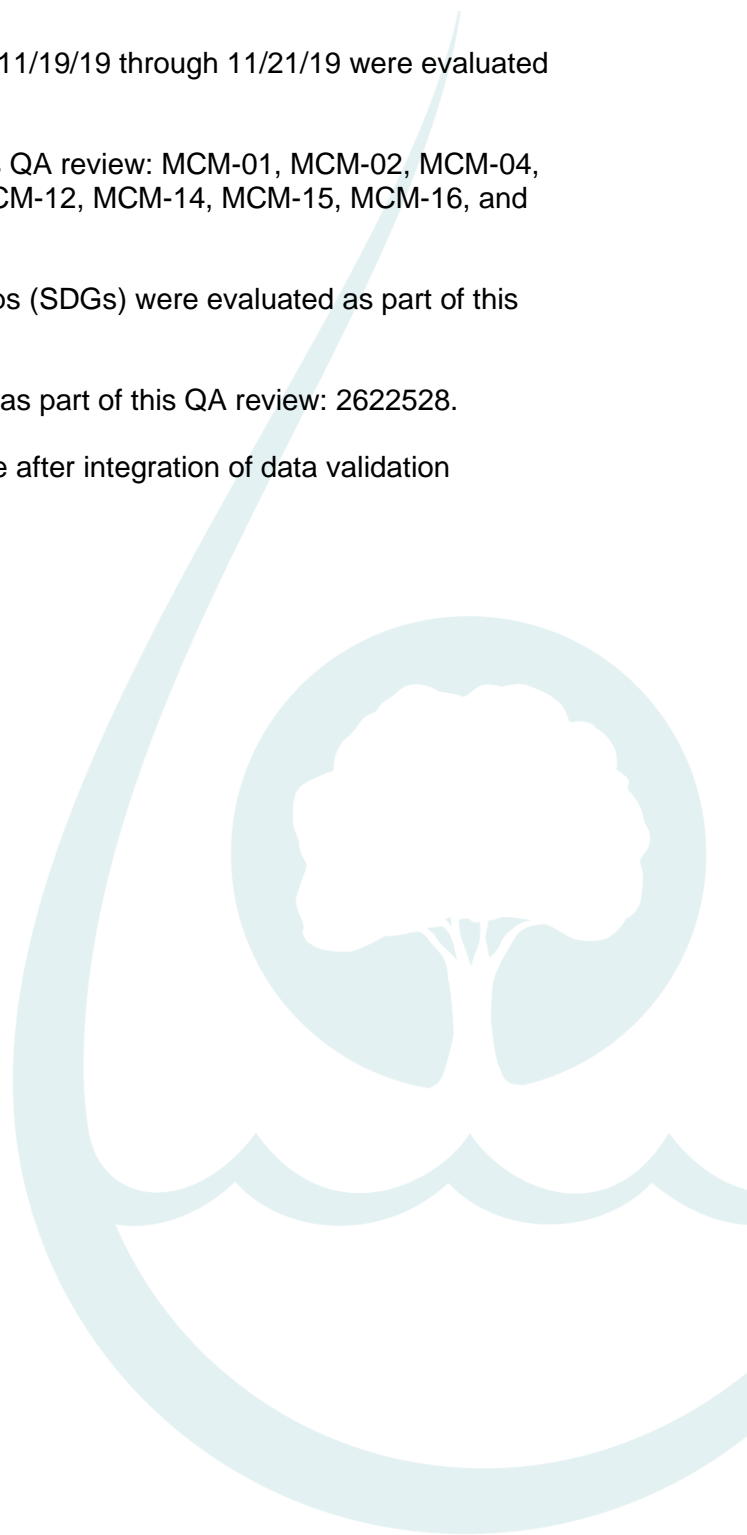 11/19/19 through 11/21/19 were evaluated
QA review: MCM-01, MCM-02, MCM-04,
CM-12, MCM-14, MCM-15, MCM-16, and
os (SDGs) were evaluated as part of this
as part of this QA review: 2622528.
e after integration of data validation